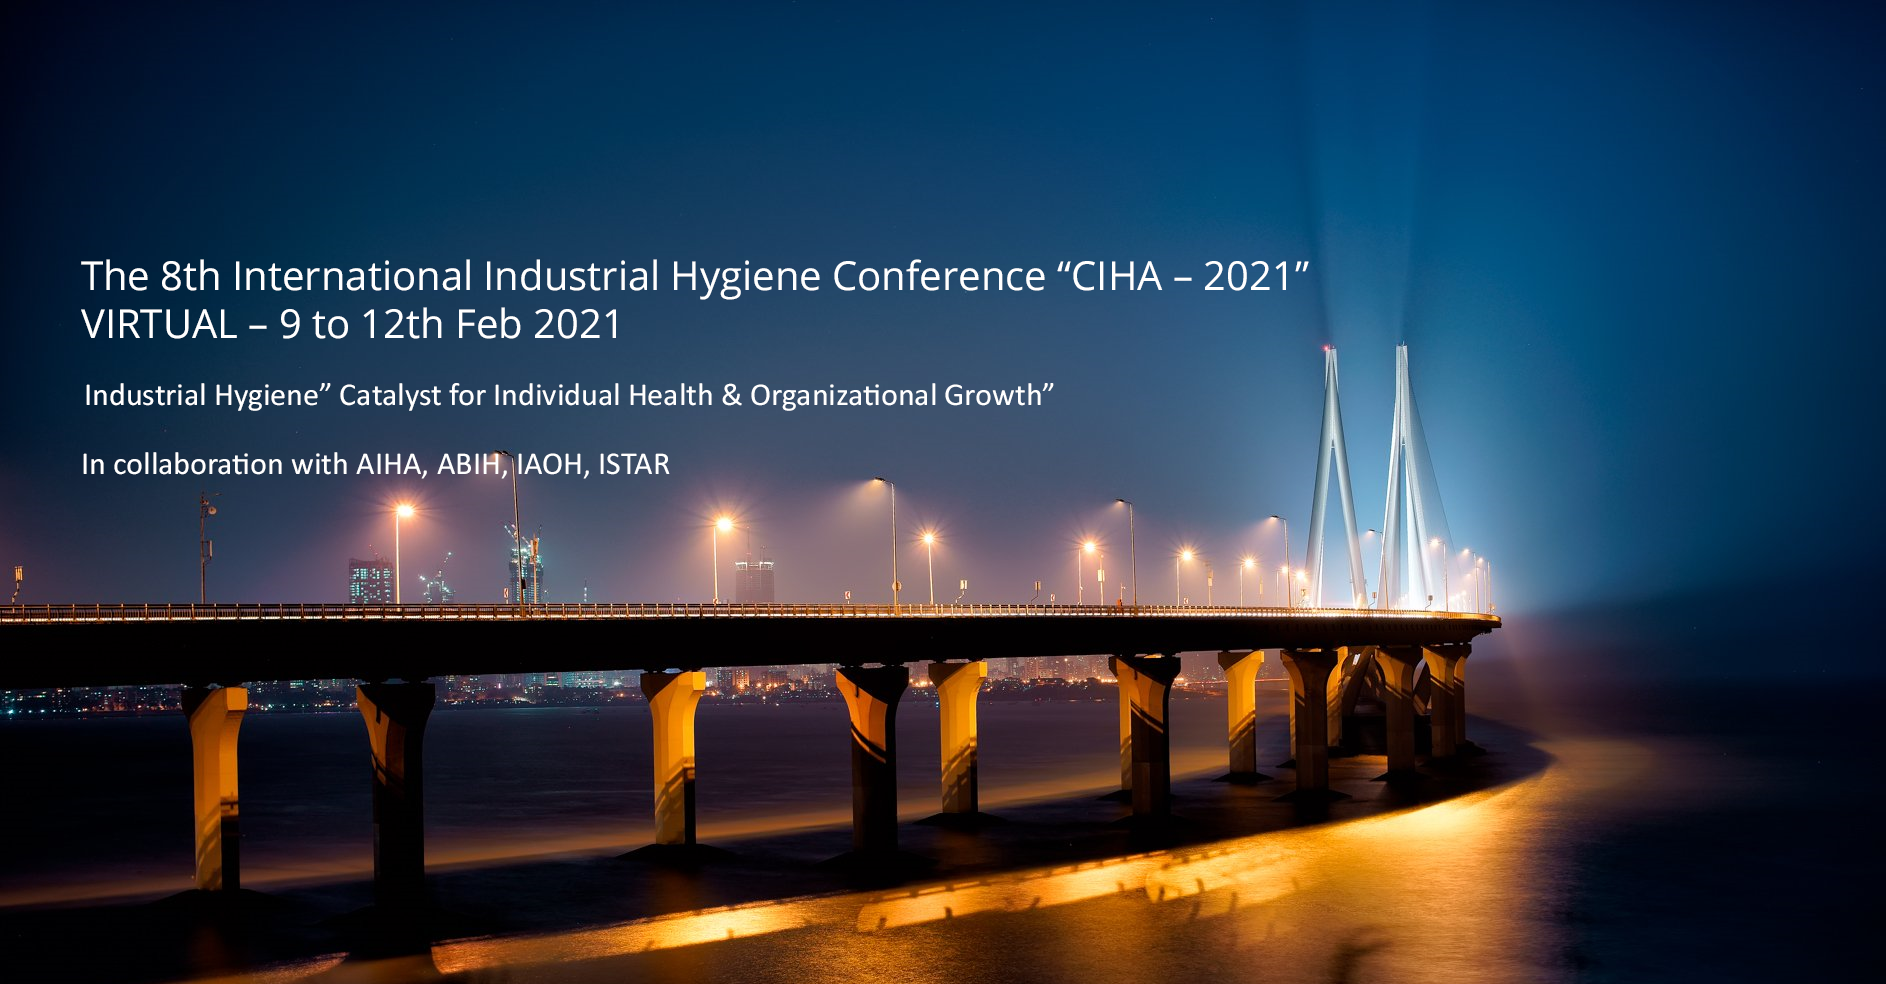 The 8th International Industrial Hygiene Conference “CIHA – 2021”
VIRTUAL – 9 to 12th Feb 2021
Industrial Hygiene” Catalyst for Individual Health & Organizational Growth”
In collaboration with AIHA, ABIH, IAOH, ISTAR